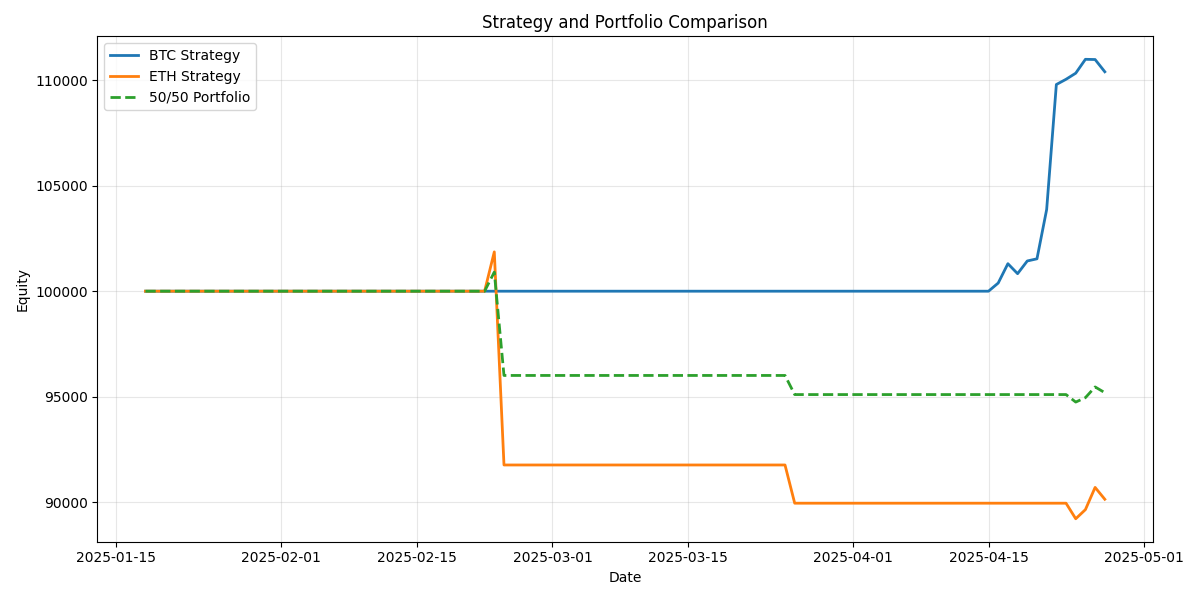 Strategy and Portfolio Comparison
BTC Strategy
ETH Strategy
50/50 Portfolio
Equity
110000
105000
100000
95000
90000
2025-01-15
2025-02-01
2025-02-15
2025-03-01
2025-03-15
2025-04-01
2025-04-15
2025-05-01
Date